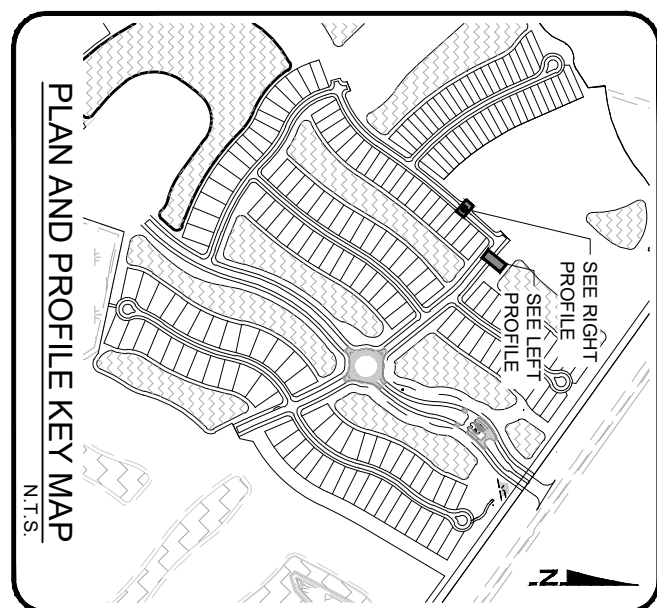 SEE RIGHT
PROFILE
SEE LEFT
PROFILE
PLAN AND PROFILE KEY MAP
N.T.S.
N